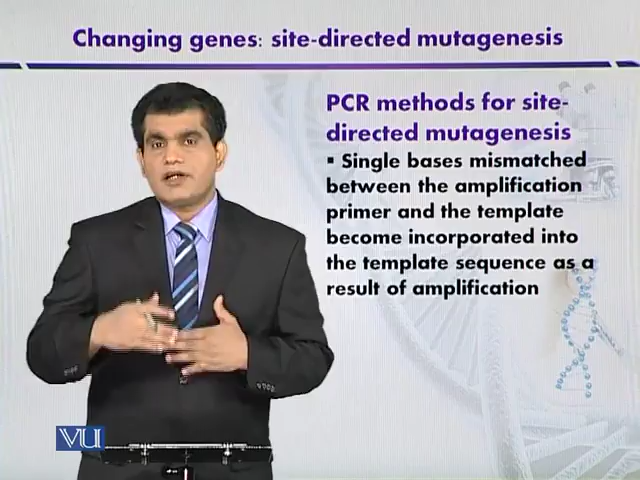 Changing genes: site-directed mutagenesis
PCR methods for site-
directed mutagenesis
▪ Single bases mismatched
between the amplification
primer and the template
become incorporated into
the template sequence as a
result of amplification
VU